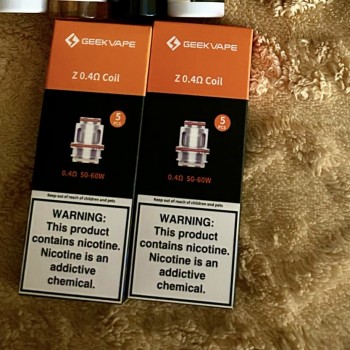 GEEKVAPE
Z 0.4Ω Coil
5
PCS
0.4Ω 50-60W
Keep out of reach of children and pets
WARNING:
This product
contains nicotine.
Nicotine is an
addictive
chemical.
GEEKVAPE
Z 0.4Ω Coil
5
PCS
0.4Ω 50-60W
Keep out of reach of children and pets
WARNING:
This product
contains nicotine.
Nicotine is an
addictive
chemical.